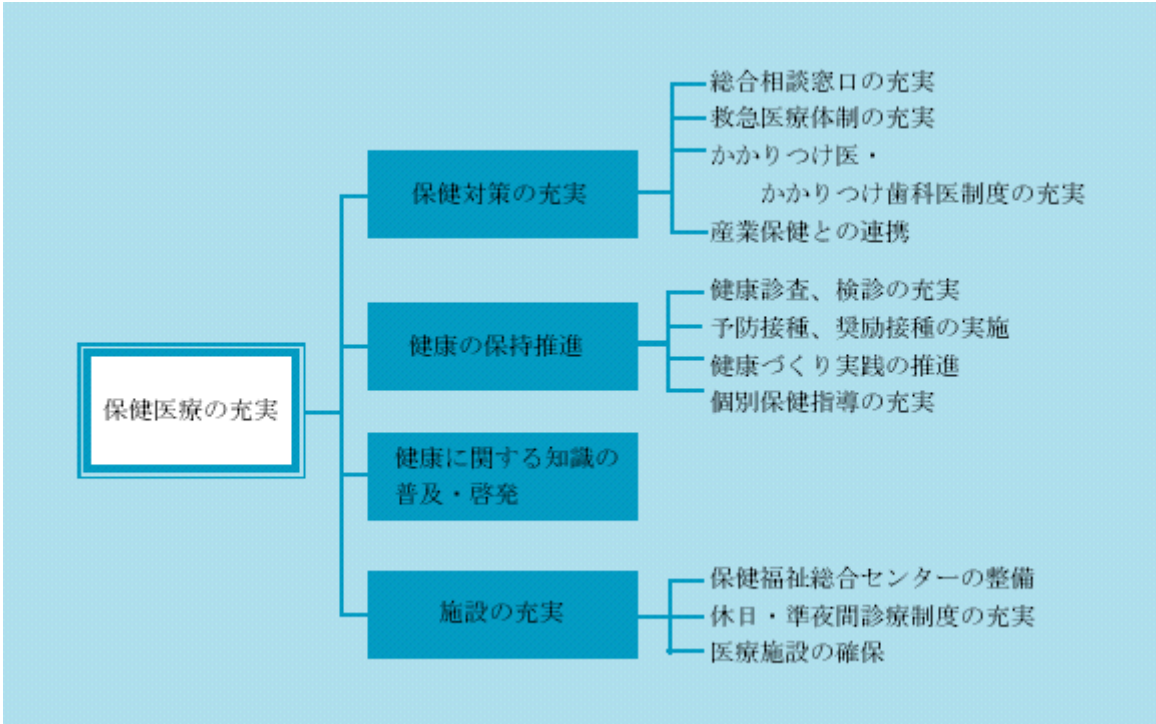 保健医療の充実
保健対策の充実
総合相談窓口の充実
救急医療体制の充実
かかりつけ医・
かかりつけ歯科医制度の充実
産業保健との連携
健康の保持推進
健康診査、検診の充実
予防接種、奨励接種の実施
健康づくり実践の推進
個別保健指導の充実
健康に関する知識の
普及・啓発
施設の充実
保健福祉総合センターの整備
休日・準夜間診療制度の充実
医療施設の確保